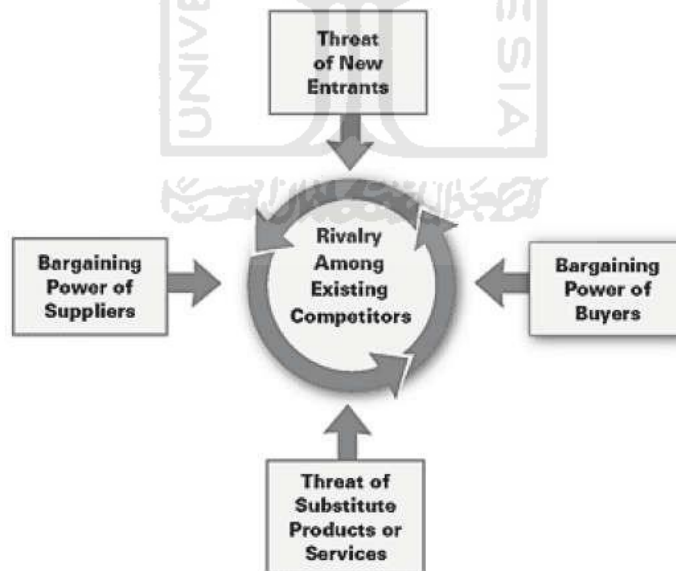 Threat
of New
Entrants
Bargaining
Power of
Suppliers
Rivalry
Among
Existing
Competitors
Bargaining
Power of
Buyers
Threat of
Substitute
Products or
Services